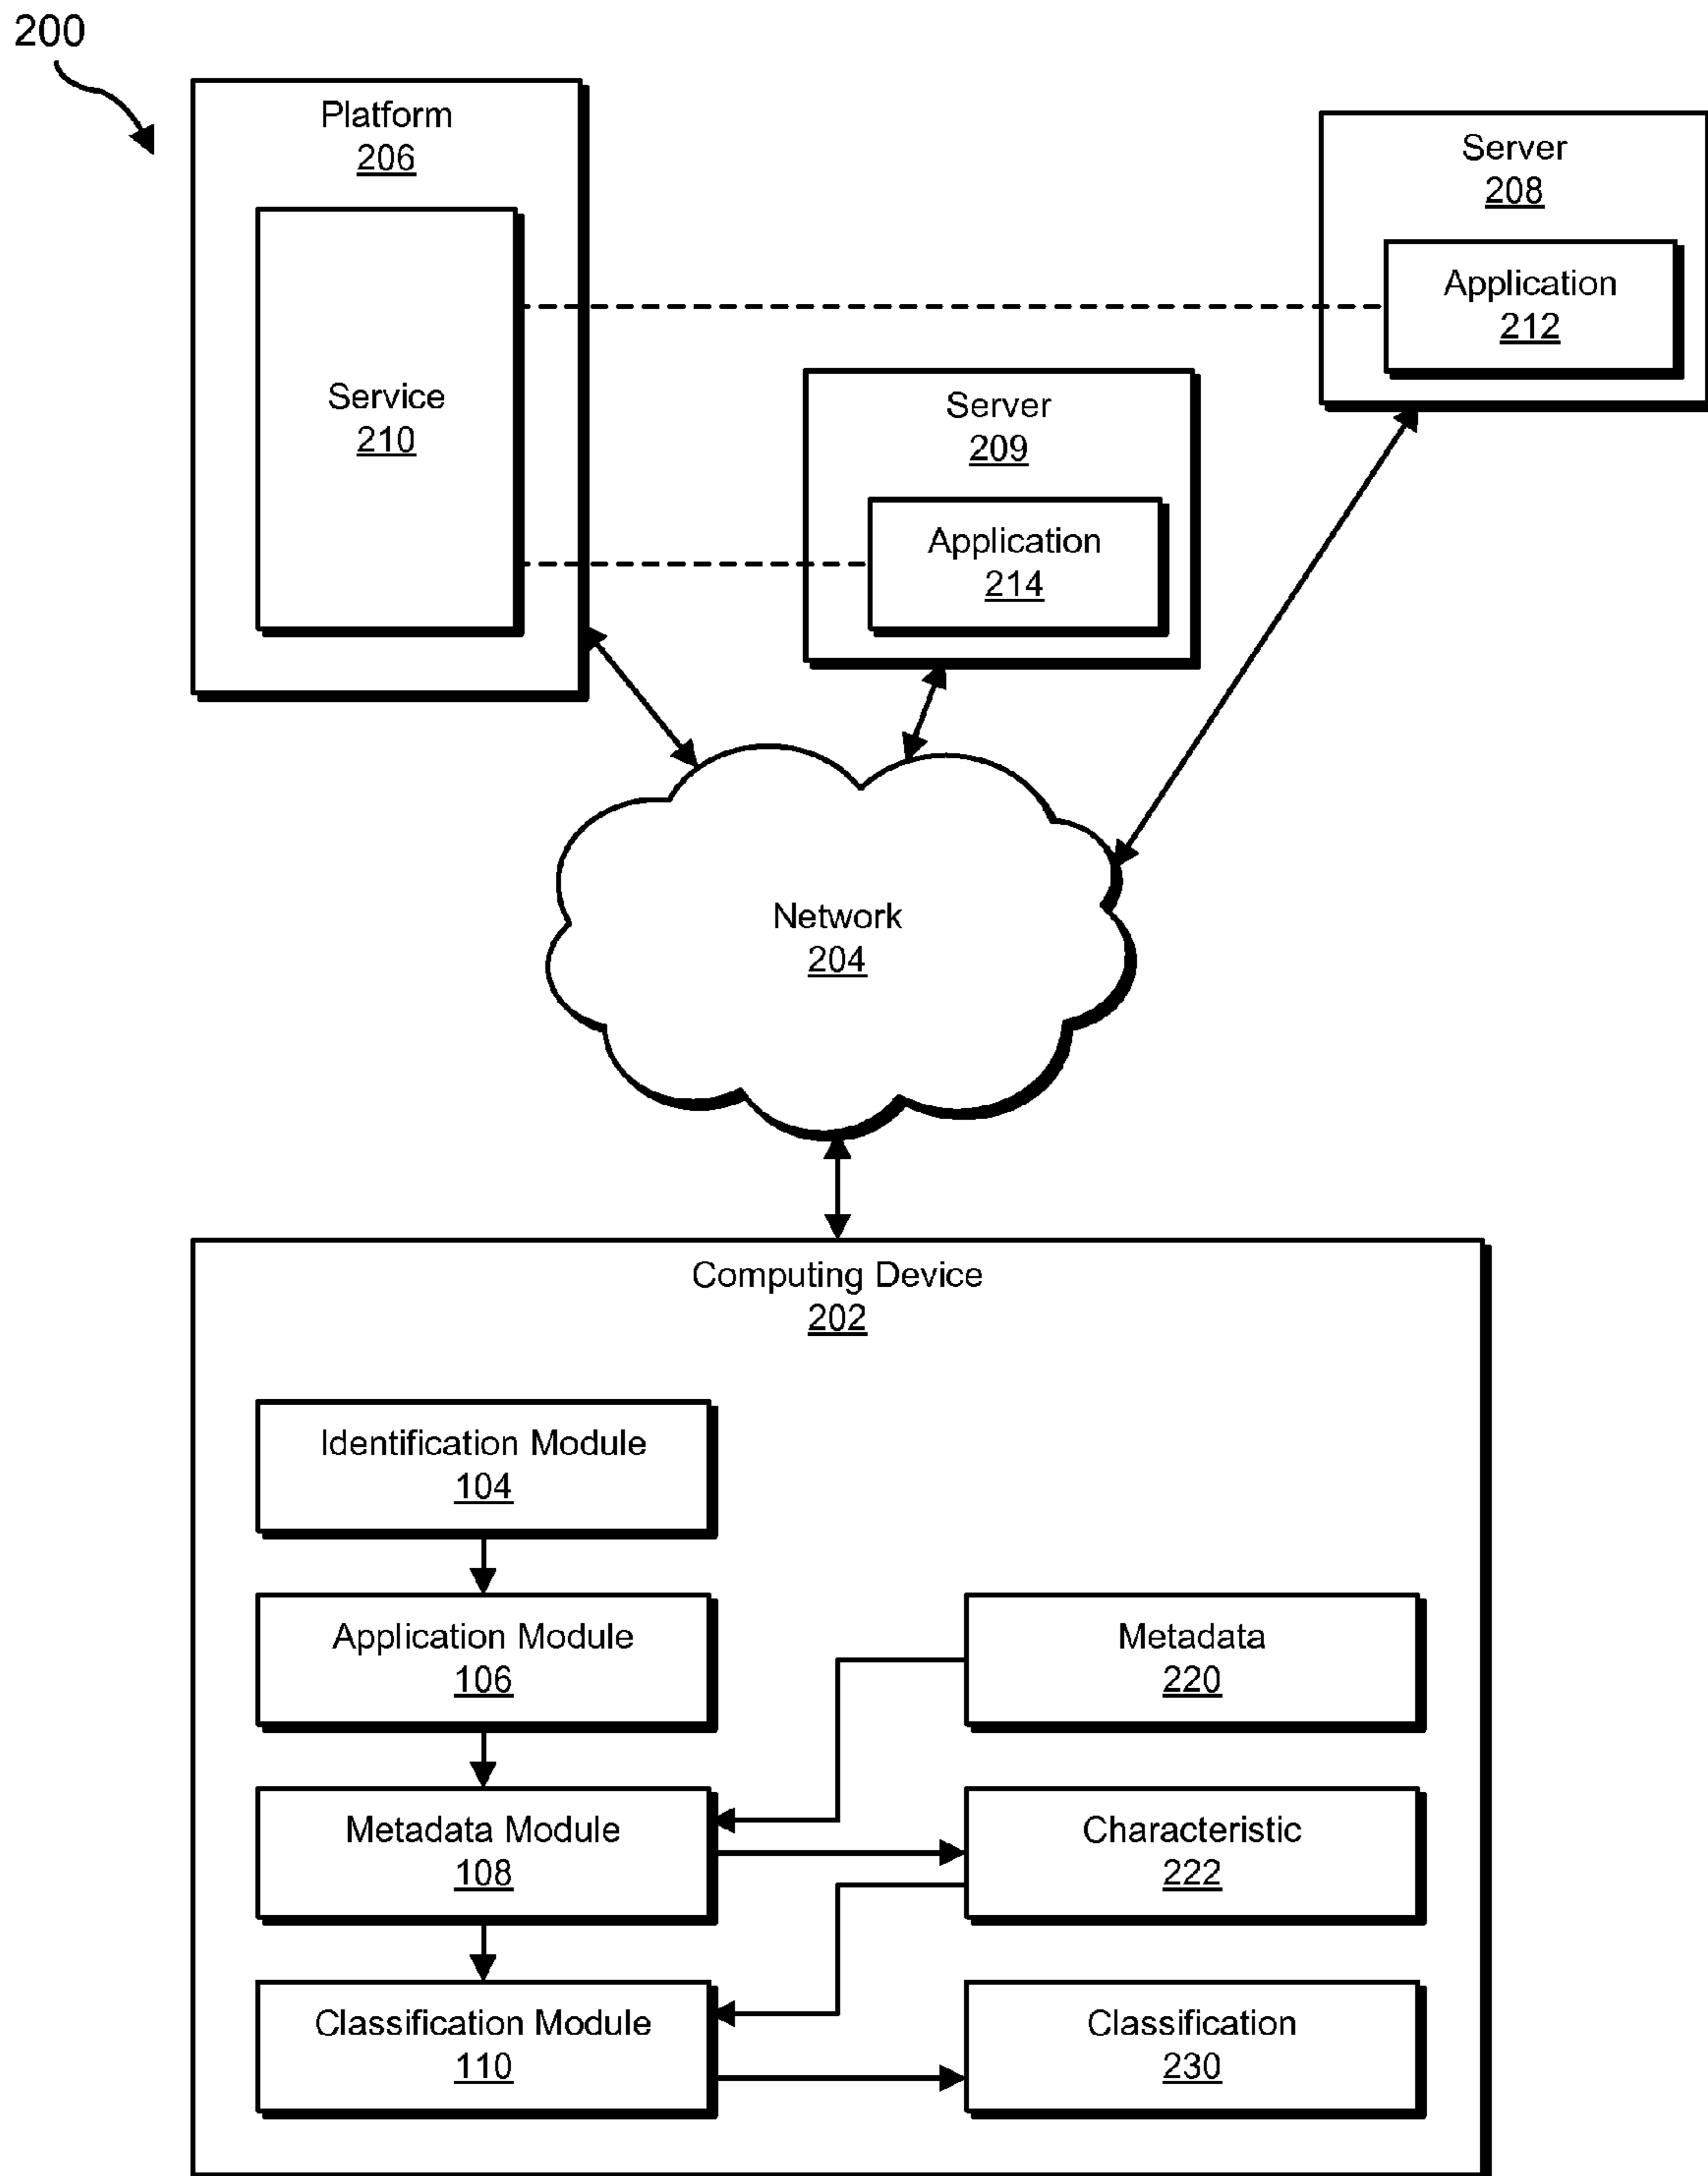 200
Platform
206
Server
208
Application
212
Service
210
Server
209
Application
214
Network
204
Computing Device
202
Identification Module
104
Application Module
106
Metadata
220
Metadata Module
108
Characteristic
222
Classification Module
110
Classification
230